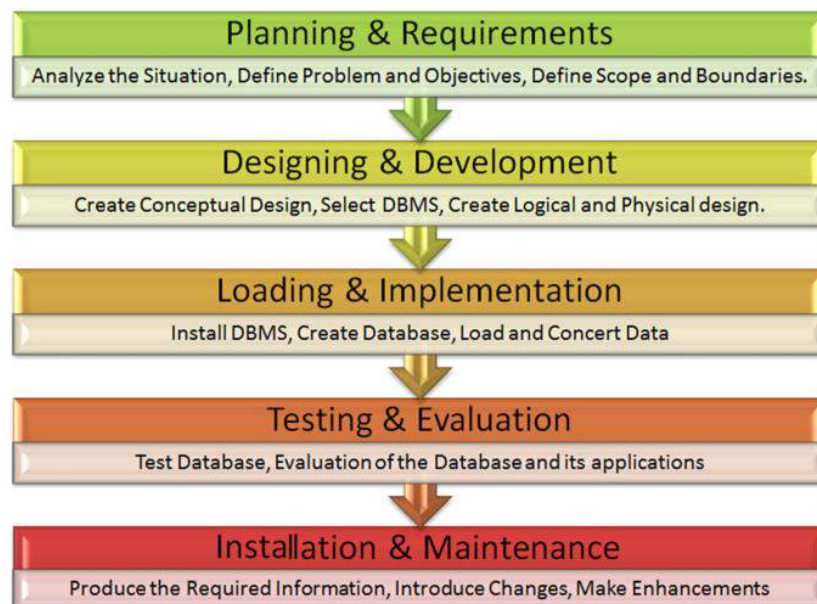 Planning & Requirements
Analyze the Situation, Define Problem and Objectives, Define Scope and Boundaries.
Designing & Development
Create Conceptual Design, Select DBMS, Create Logical and Physical design.
Loading & Implementation
Install DBMS, Create Database, Load and Concert Data
Testing & Evaluation
Test Database, Evaluation of the Database and its applications
Installation & Maintenance
Produce the Required Information, Introduce Changes, Make Enhancements